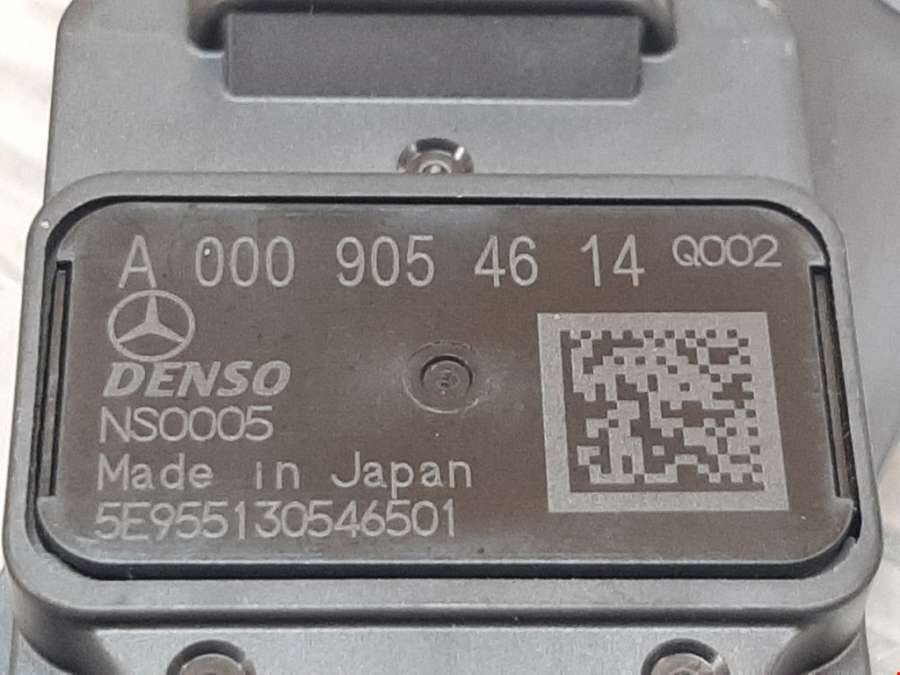 A 000 905 46 14 Q002
DENSO
NS0005
Made in Japan
5E955130546501